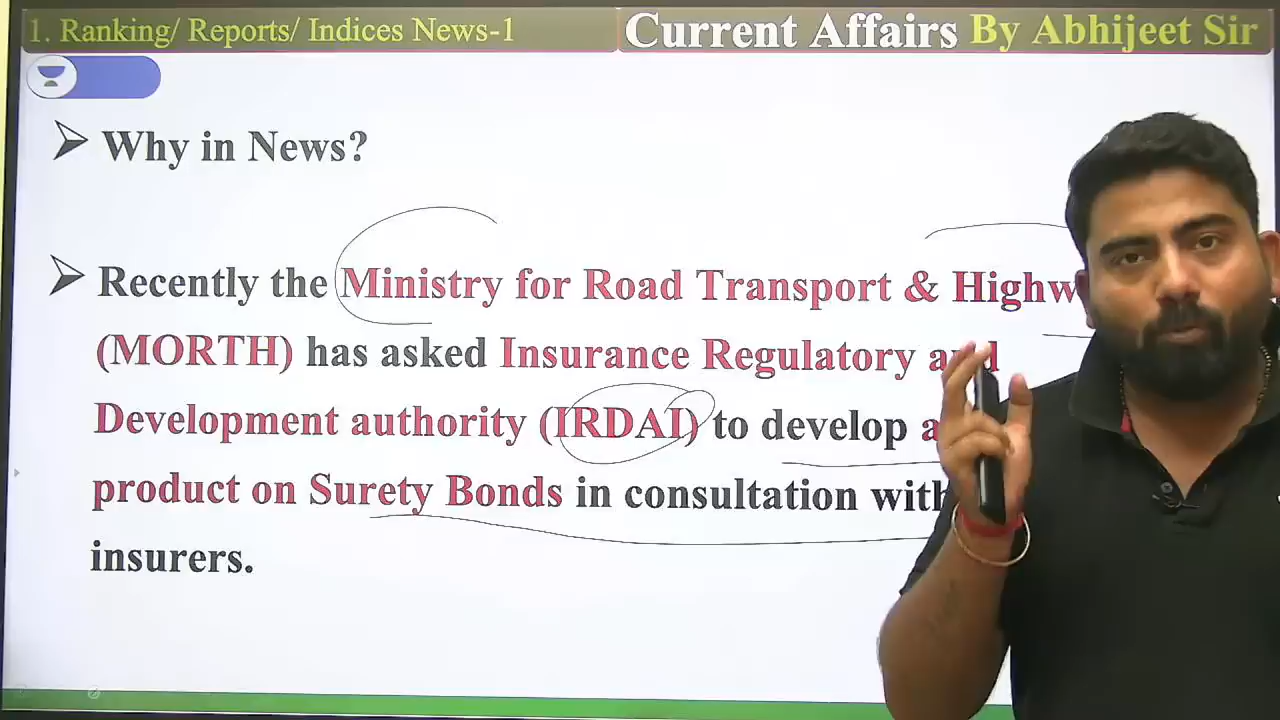 1. Ranking/ Reports/ Indices News-1
Current Affairs By Abhijeet Sir
Why in News?
Recently the Ministry for Road Transport &
(MORTH) has asked Insurance Regulatory and
Development authority (IRDAI) to develop
product on Surety Bonds in consultation with
insurers.